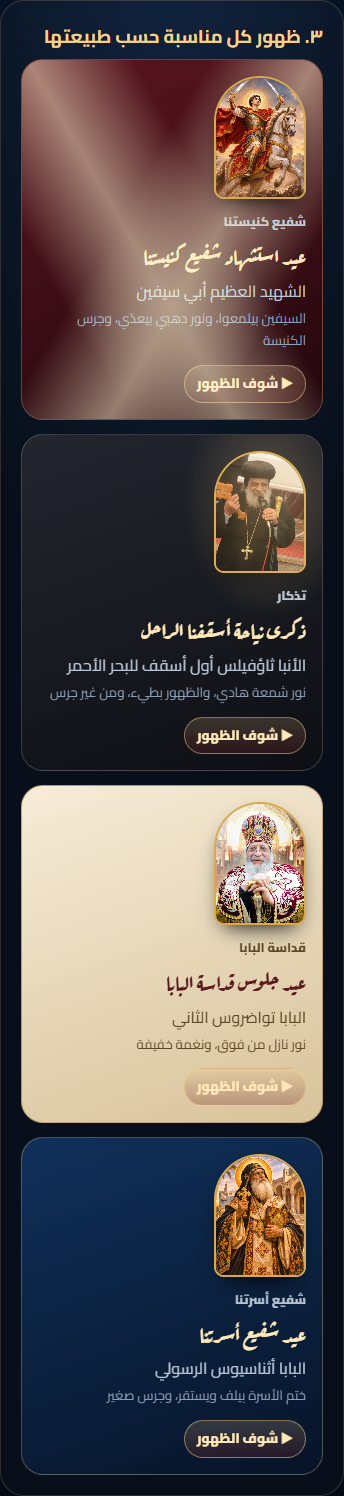 ٣. ظهور كل مناسبة حسب طبيعتها
شفيع كنيستنا
عيد استشهاد شفيع كنيستنا
الشهيد العظيم أبي سيفين
السيفين بيلمعوا، ونور دهبي بيعدّي، وجرس
الكنيسة
▶ شوف الظهور
تذكار
ذكرى نياحة أسقفنا الراحل
الأنبا ثاؤفيلس أول أسقف للبحر الأحمر
نور شمعة هادي، والظهور بطيء، ومن غير جرس
▶ شوف الظهور
قداسة البابا
عيد جلوس قداسة البابا
البابا تواضروس الثاني
نور نازل من فوق، ونغمة خفيفة
▶ شوف الظهور
شفيع أسرتنا
عيد شفيع أسرتنا
البابا أثناسيوس الرسولي
ختم الأسرة بيلف ويستقر، وجرس صغير
▶ شوف الظهور